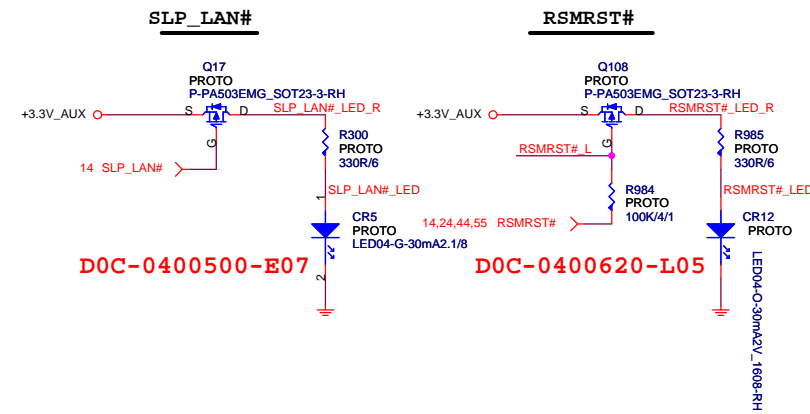 SLP_LAN#
Q17
PROTO
P-PA503EMG_SOT23-3-RH
+3.3V_AUX
S
D
G
SLP_LAN#_LED_R
14 SLP_LAN#
R300
PROTO
330R/6
1
SLP_LAN#_LED
CR5
PROTO
LED04-G-30mA2.1/8
D0C-0400500-E07
2
RSMRST#
Q108
PROTO
P-PA503EMG_SOT23-3-RH
+3.3V_AUX
S
D
G
RSMRST#_LED_R
RSMRST#_L
R985
PROTO
330R/6
R984
PROTO
100K/4/1
14,24,44,55 RSMRST#
RSMRST#_LED
CR12
PROTO
D0C-0400620-L05
LED04-O-30mA2V_1608-RH